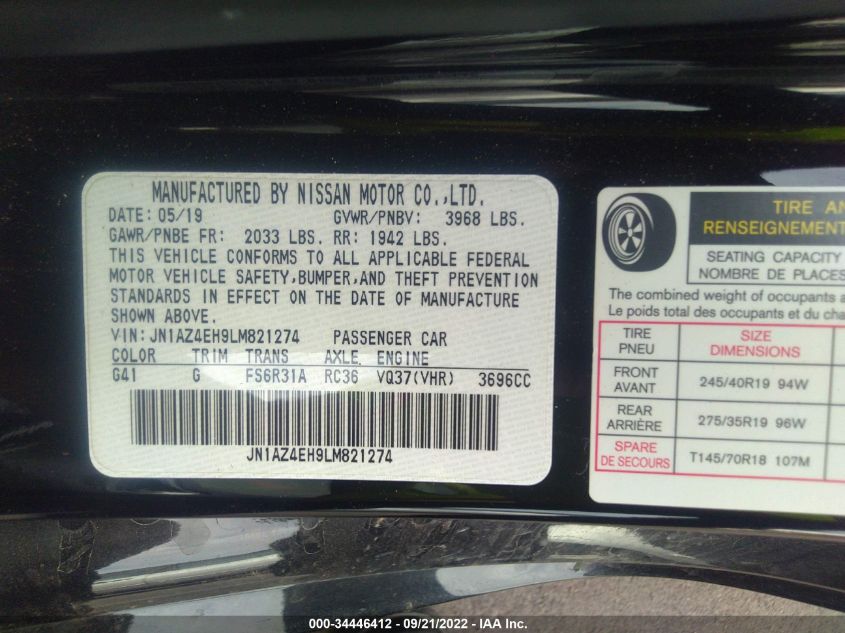 MANUFACTURED BY NISSAN MOTOR CO.,LTD.
DATE: 05/19 GVWR/PNBV: 3968 LBS.
GAWR/PNBE FR: 2033 LBS. RR: 1942 LBS.
THIS VEHICLE CONFORMS TO ALL APPLICABLE FEDERAL
MOTOR VEHICLE SAFETY,BUMPER,AND THEFT PREVENTION
STANDARDS IN EFFECT ON THE DATE OF MANUFACTURE
SHOWN ABOVE.
VIN: JN1AZ4EH9LM821274 PASSENGER CAR
COLOR TRIM TRANS AXLE ENGINE
G41 G FS6R31A RC36 VQ37(VHR) 3696CC
JN1AZ4EH9LM821274
TIRE AN
RENSEIGNEMENT
SEATING CAPACITY
NOMBRE DE PLACES
The combined weight of occupants a
Le poids total des occupants et du cha
TIRE SIZE
PNEU DIMENSIONS
FRONT
AVANT 245/40R19 94W
REAR
ARRIÈRE 275/35R19 96W
SPARE
DE SECOURS T145/70R18 107M
000-34446412 - 09/21/2022 - IAA Inc.